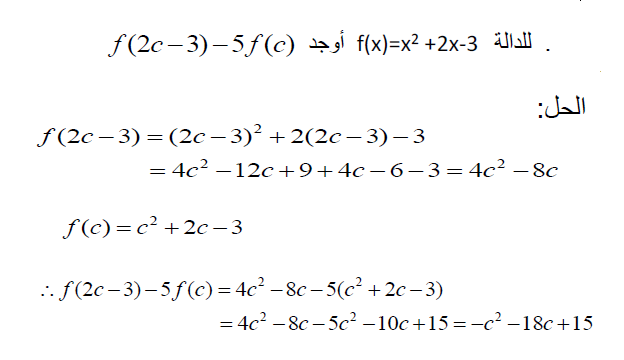 للدالة f(x)=x² +2x-3 أوجد f(2c−3)−5f(c) .
الحل:
f(2c−3) = (2c−3)² + 2(2c−3) − 3
= 4c² −12c + 9 + 4c − 6 − 3 = 4c² − 8c
f(c) = c² + 2c − 3
∴ f(2c−3)−5f(c) = 4c² −8c −5(c² + 2c −3)
= 4c² −8c −5c² −10c +15 = −c² −18c +15